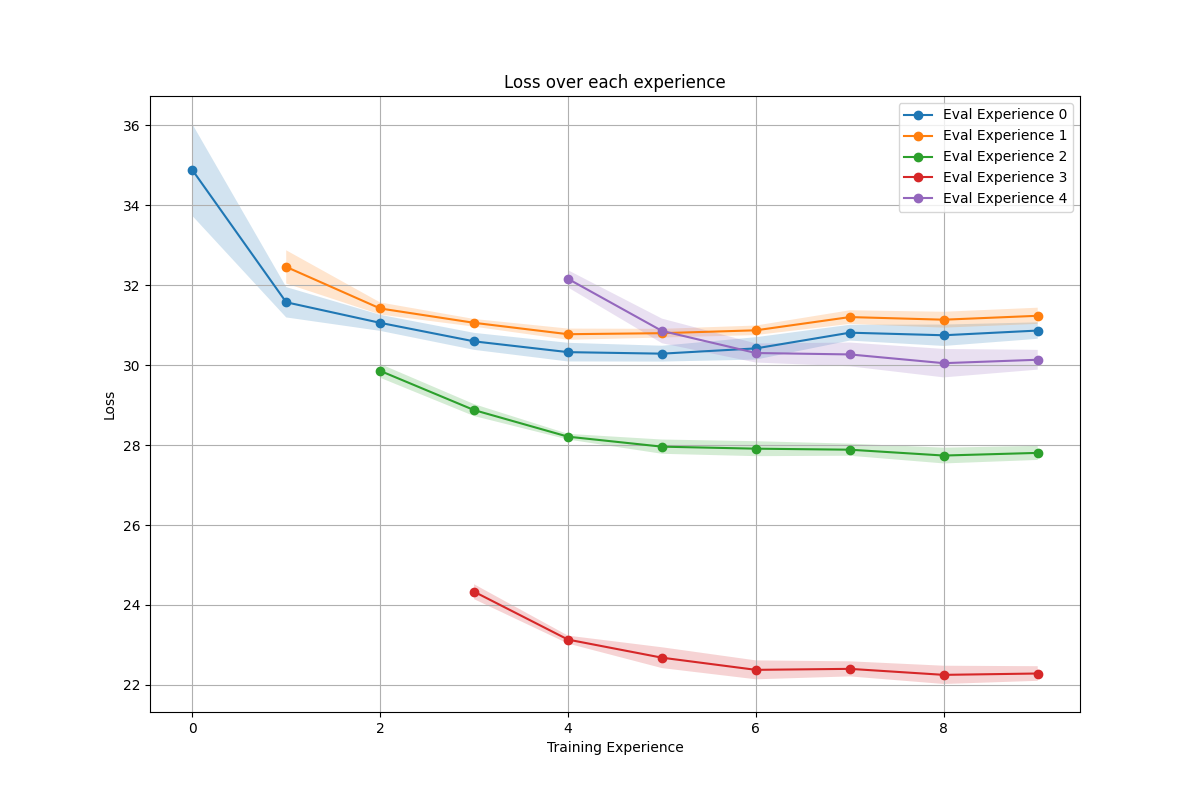 Loss over each experience
Eval Experience 0
Eval Experience 1
Eval Experience 2
Eval Experience 3
Eval Experience 4
Loss
36
34
32
30
28
26
24
22
0 2 4 6 8
Training Experience